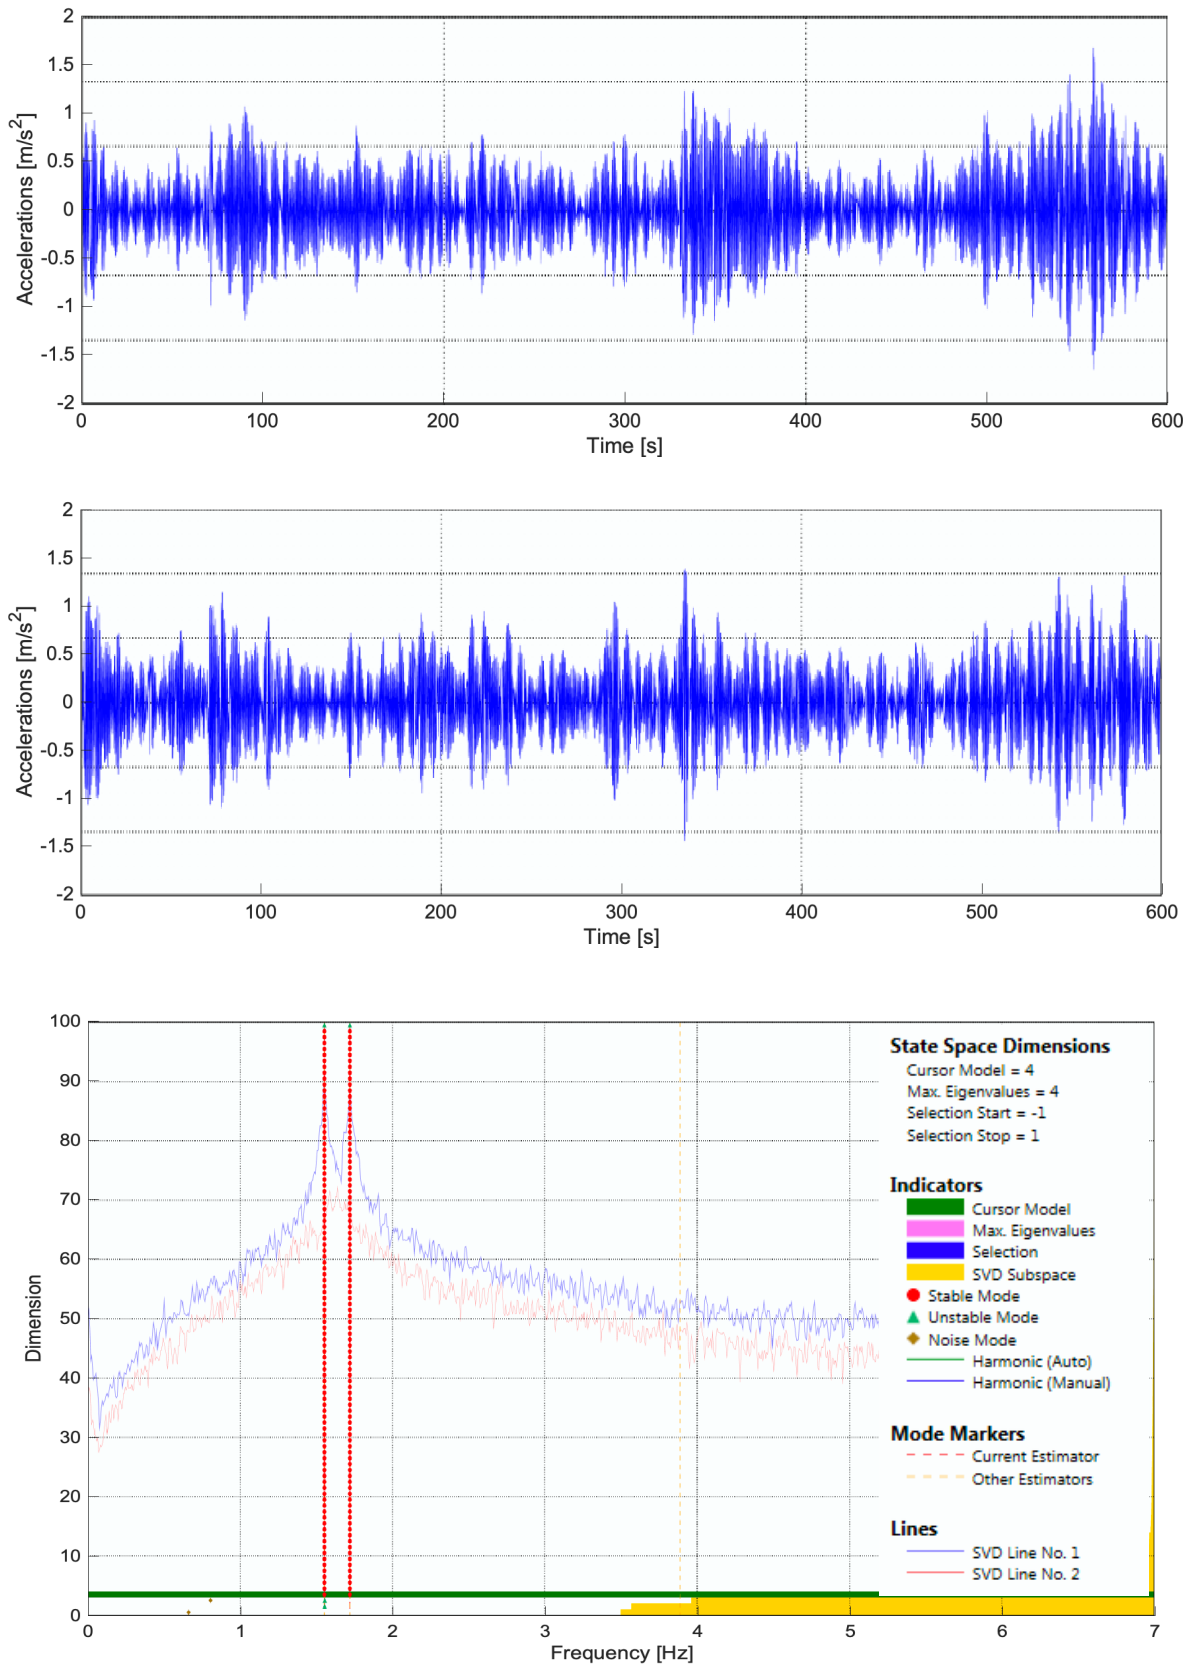 2
1.5
1
0.5
0
-0.5
-1
-1.5
-2
Accelerations [m/s2]
0 100 200 300 400 500 600
Time [s]
2
1.5
1
0.5
0
-0.5
-1
-1.5
-2
Accelerations [m/s2]
0 100 200 300 400 500 600
Time [s]
100
90
80
70
60
50
40
30
20
10
0
Dimension
0 1 2 3 4 5 6 7
Frequency [Hz]
State Space Dimensions
Cursor Model = 4
Max. Eigenvalues = 4
Selection Start = -1
Selection Stop = 1
Indicators
Cursor Model
Max. Eigenvalues
Selection
SVD Subspace
Stable Mode
Unstable Mode
Noise Mode
Harmonic (Auto)
Harmonic (Manual)
Mode Markers
Current Estimator
Other Estimators
Lines
SVD Line No. 1
SVD Line No. 2